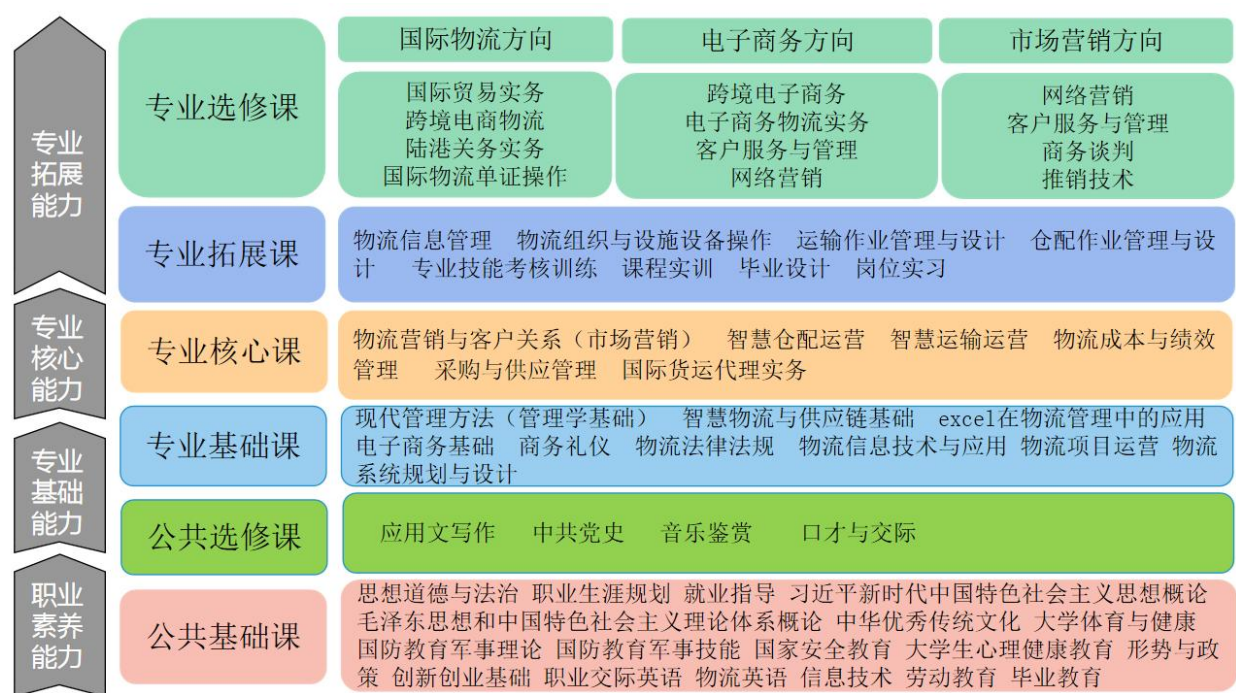 专业
拓展
能力
专业选修课
国际物流方向
国际贸易实务
跨境电商物流
陆港关务实务
国际物流单证操作
电子商务方向
跨境电子商务
电子商务物流实务
客户服务与管理
网络营销
市场营销方向
网络营销
客户服务与管理
商务谈判
推销技术
专业拓展课
物流信息管理 物流组织与设施设备操作 运输作业管理与设计 仓配作业管理与设
计 专业技能考核训练 课程实训 毕业设计 岗位实习
专业
核心
能力
专业核心课
物流营销与客户关系（市场营销） 智慧仓配运营 智慧运输运营 物流成本与绩效
管理 采购与供应管理 国际货运代理实务
专业
基础
能力
专业基础课
现代管理方法（管理学基础） 智慧物流与供应链基础 excel在物流管理中的应用
电子商务基础 商务礼仪 物流法律法规 物流信息技术与应用 物流项目运营 物流
系统规划与设计
公共选修课
应用文写作 中共党史 音乐鉴赏 口才与交际
职业
素养
能力
公共基础课
思想道德与法治 职业生涯规划 就业指导 习近平新时代中国特色社会主义思想概论
毛泽东思想和中国特色社会主义理论体系概论 中华优秀传统文化 大学体育与健康
国防教育军事理论 国防教育军事技能 国家安全教育 大学生心理健康教育 形势与政
策 创新创业基础 职业交际英语 物流英语 信息技术 劳动教育 毕业教育